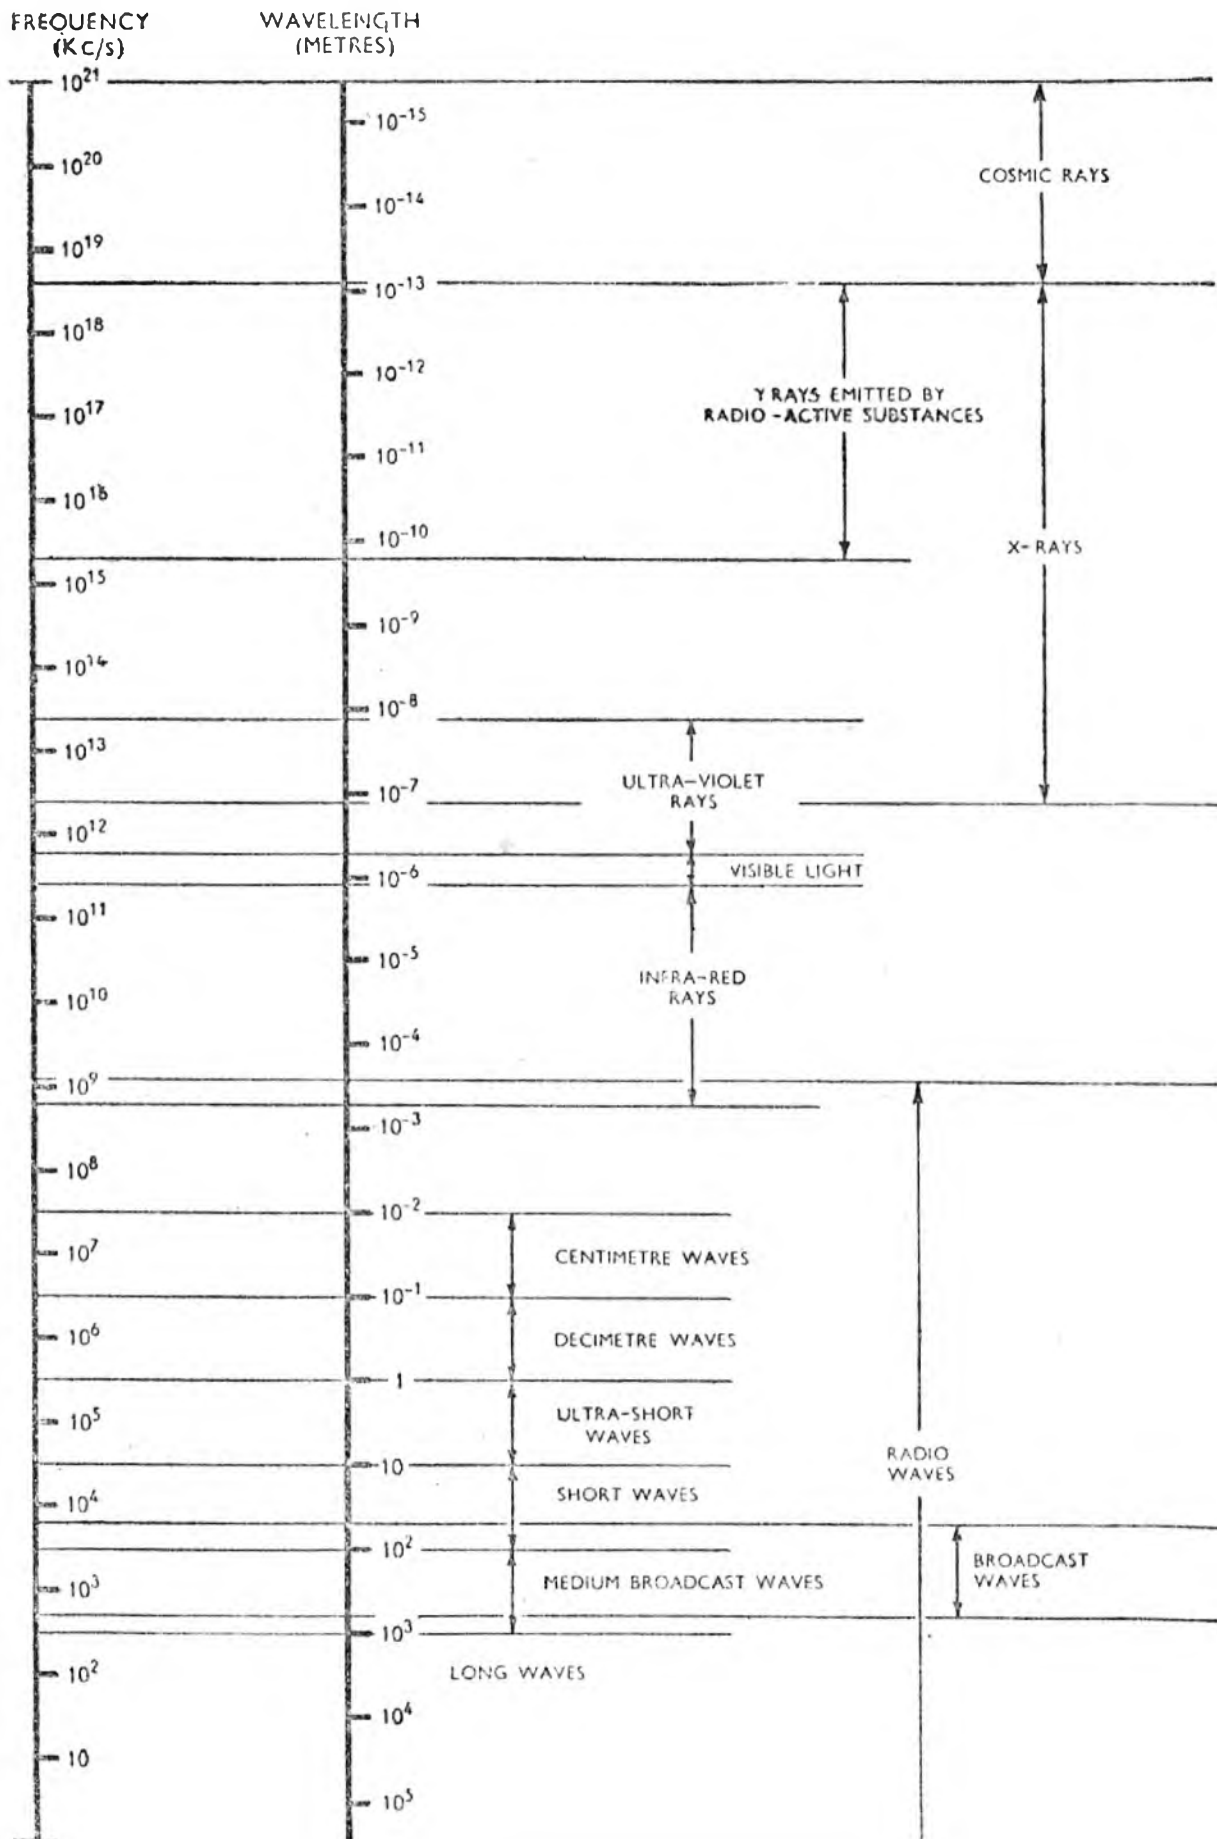 FREQUENCY
(Kc/s)
WAVELENGTH
(METRES)
10²¹
10²⁰
10¹⁹
10¹⁸
10¹⁷
10¹⁸
10¹⁵
10¹⁴
10¹³
10¹²
10¹¹
10¹⁰
10⁹
10⁸
10⁷
10⁶
10⁵
10⁴
10³
10²
10
10⁻¹⁵
10⁻¹⁴
10⁻¹³
10⁻¹²
10⁻¹¹
10⁻¹⁰
10⁻⁹
10⁻⁸
10⁻⁷
10⁻⁶
10⁻⁵
10⁻⁴
10⁻³
10⁻²
10⁻¹
1
10
10²
10³
10⁴
10⁵
COSMIC RAYS
γ RAYS EMITTED BY
RADIO-ACTIVE SUBSTANCES
X-RAYS
ULTRA-VIOLET
RAYS
VISIBLE LIGHT
INFRA-RED
RAYS
CENTIMETRE WAVES
DECIMETRE WAVES
ULTRA-SHORT
WAVES
SHORT WAVES
MEDIUM BROADCAST WAVES
LONG WAVES
RADIO
WAVES
BROADCAST
WAVES